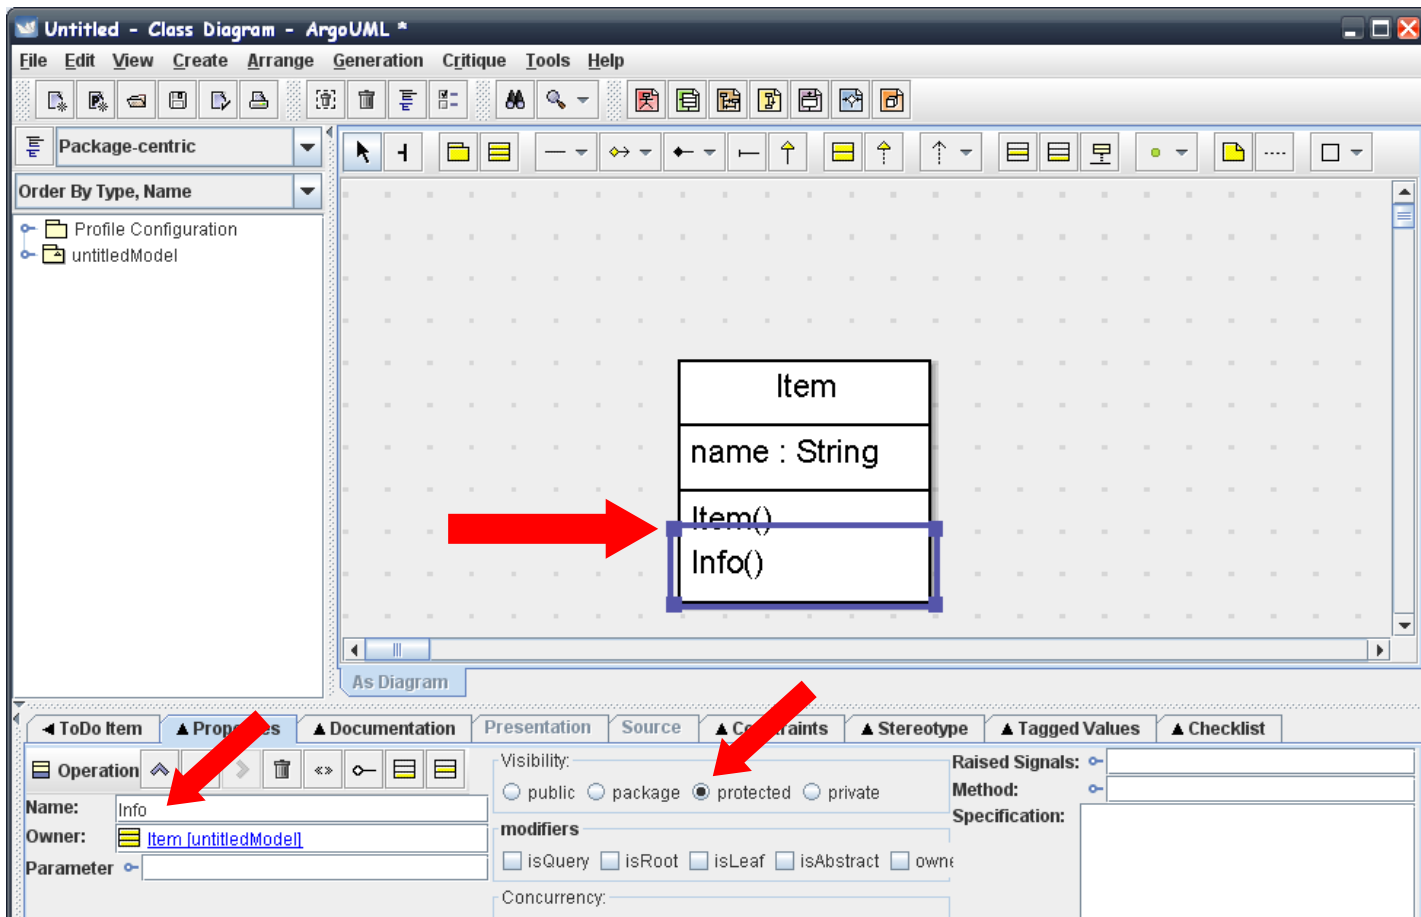 Untitled - Class Diagram - ArgoUML *
File Edit View Create Arrange Generation Critique Tools Help
Package-centric
Order By Type, Name
Profile Configuration
untitledModel
Item
name : String
Item()
Info()
As Diagram
ToDo Item Properties Documentation Presentation Source Constraints Stereotype Tagged Values Checklist
Operation
Name: Info
Owner: Item [untitledModel]
Parameter
Visibility:
public package protected private
modifiers
isQuery isRoot isLeaf isAbstract owne
Concurrency:
Raised Signals:
Method:
Specification: